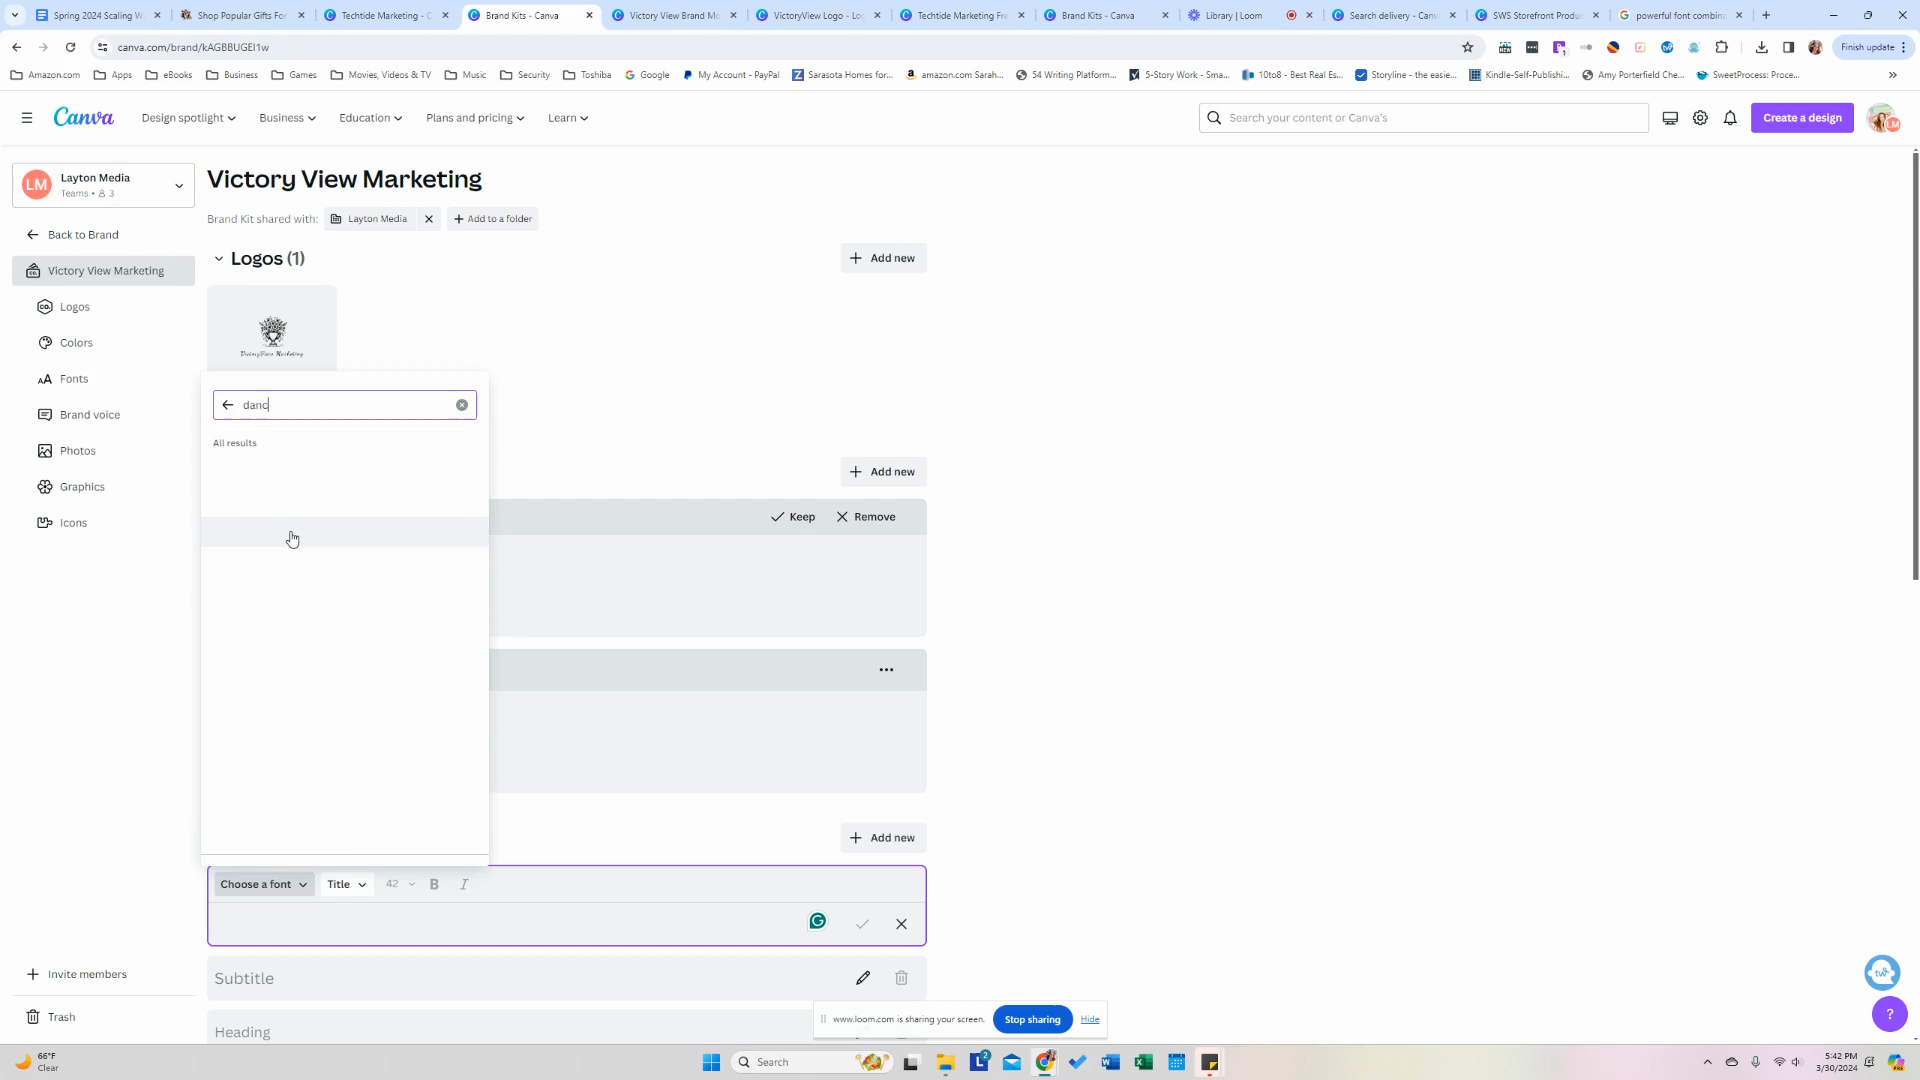 Spring 2024 Scaling W
Shop Popular Gifts For
Techtide Marketing - C
Brand Kits - Canva
Victory View Brand Mo
VictoryView Logo - Lo
Techtide Marketing Fre
Brand Kits - Canva
Library | Loom
Search delivery - Canv
SWS Storefront Produ
powerful font combina
canva.com/brand/kAGBBUGEI1w
Finish update
Amazon.com
Apps
eBooks
Business
Games
Movies, Videos & TV
Music
Security
Toshiba
Google
My Account - PayPal
Sarasota Homes for...
amazon.com Sarah...
54 Writing Platform...
5-Story Work - Sma...
10to8 - Best Real Es...
Storyline - the easie...
Kindle-Self-Publishi...
Amy Porterfield Che...
SweetProcess: Proce...
Canva
Design spotlight
Business
Education
Plans and pricing
Learn
Search your content or Canva's
Create a design
LM
LM
Layton Media
Teams • 3
Back to Brand
Victory View Marketing
Logos
Colors
Fonts
Brand voice
Photos
Graphics
Icons
Invite members
Trash
Victory View Marketing
Brand Kit shared with:
Layton Media
+ Add to a folder
Logos (1)
+ Add new
VictoryView Marketing
danc
All results
+ Add new
Keep
Remove
+ Add new
Choose a font
Title
42
B
I
Subtitle
Heading
www.loom.com is sharing your screen.
Stop sharing
Hide
?
66°F
Clear
Search
2
5:42 PM
3/30/2024